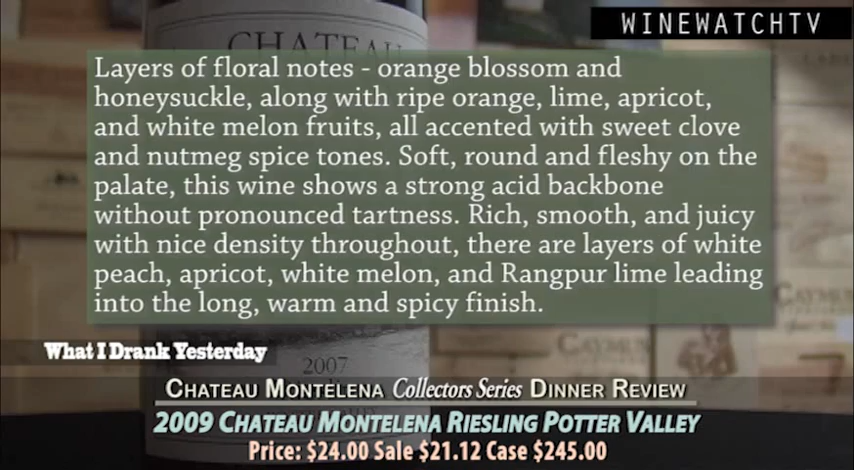 WINEWATCHTV
CHATEAU
Layers of floral notes - orange blossom and
honeysuckle, along with ripe orange, lime, apricot,
and white melon fruits, all accented with sweet clove
and nutmeg spice tones. Soft, round and fleshy on the
palate, this wine shows a strong acid backbone
without pronounced tartness. Rich, smooth, and juicy
with nice density throughout, there are layers of white
peach, apricot, white melon, and Rangpur lime leading
into the long, warm and spicy finish.
CAYMUS
CAYMUS
What I Drank Yesterday
2007
CHATEAU MONTELENA Collectors Series DINNER REVIEW
2009 CHATEAU MONTELENA RIESLING POTTER VALLEY
Price: $24.00 Sale $21.12 Case $245.00